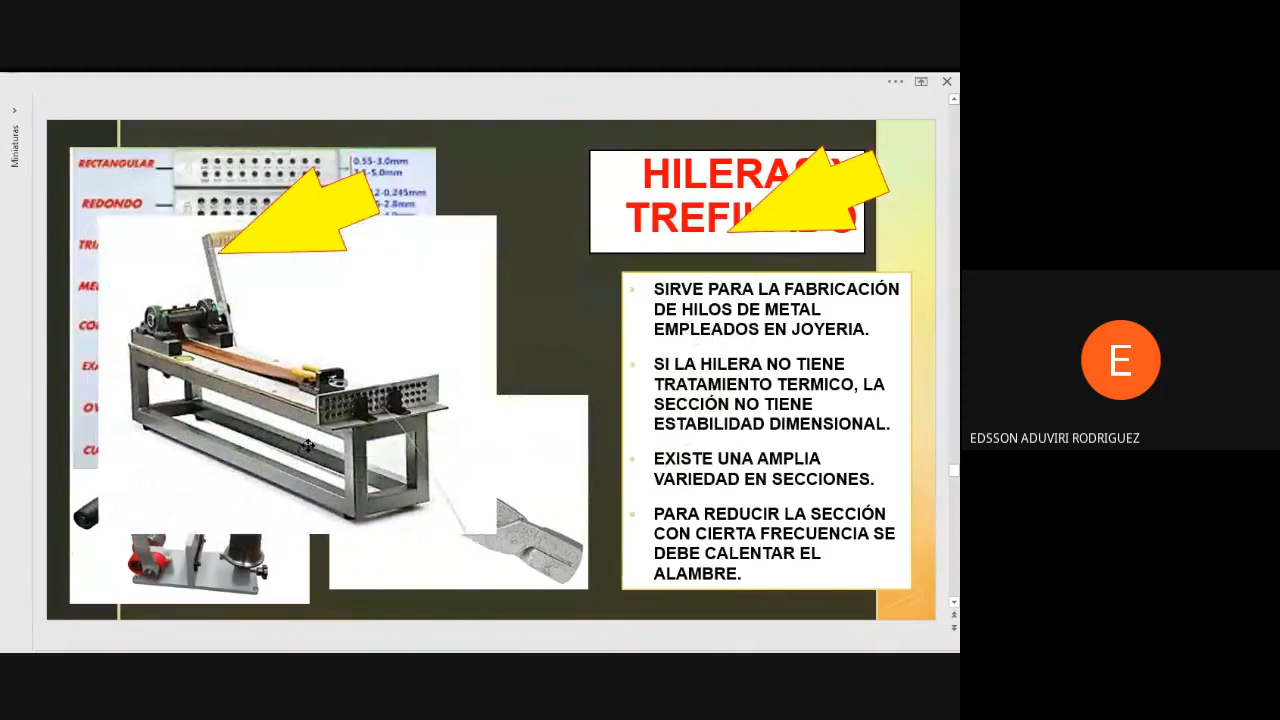 Miniaturas
RECTANGULAR
0.55-3.0mm
REDONDO
HILERAS Y
SIRVE PARA LA FABRICACIÓN
DE HILOS DE METAL
EMPLEADOS EN JOYERIA.
SI LA HILERA NO TIENE
TRATAMIENTO TERMICO, LA
SECCIÓN NO TIENE
ESTABILIDAD DIMENSIONAL.
EXISTE UNA AMPLIA
VARIEDAD EN SECCIONES.
PARA REDUCIR LA SECCIÓN
CON CIERTA FRECUENCIA SE
DEBE CALENTAR EL
ALAMBRE.
E
EDSSON ADUVIRI RODRIGUEZ